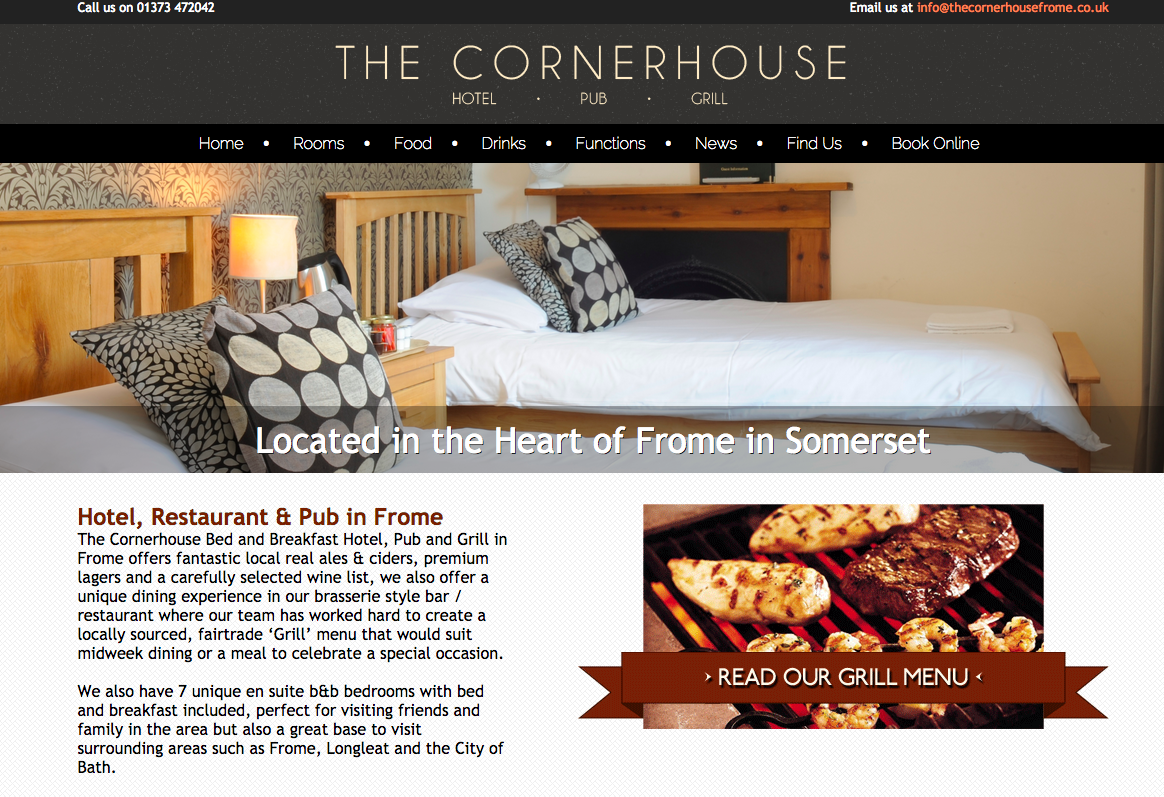 Call us on 01373 472042
Email us at info@thecornerhousefrome.co.uk
THE CORNERHOUSE
HOTEL · PUB · GRILL
Home • Rooms • Food • Drinks • Functions • News • Find Us • Book Online
Located in the Heart of Frome in Somerset
Hotel, Restaurant & Pub in Frome
The Cornerhouse Bed and Breakfast Hotel, Pub and Grill in
Frome offers fantastic local real ales & ciders, premium
lagers and a carefully selected wine list, we also offer a
unique dining experience in our brasserie style bar /
restaurant where our team has worked hard to create a
locally sourced, fairtrade ‘Grill’ menu that would suit
midweek dining or a meal to celebrate a special occasion.
We also have 7 unique en suite b&b bedrooms with bed
and breakfast included, perfect for visiting friends and
family in the area but also a great base to visit
surrounding areas such as Frome, Longleat and the City of
Bath.
› READ OUR GRILL MENU ‹